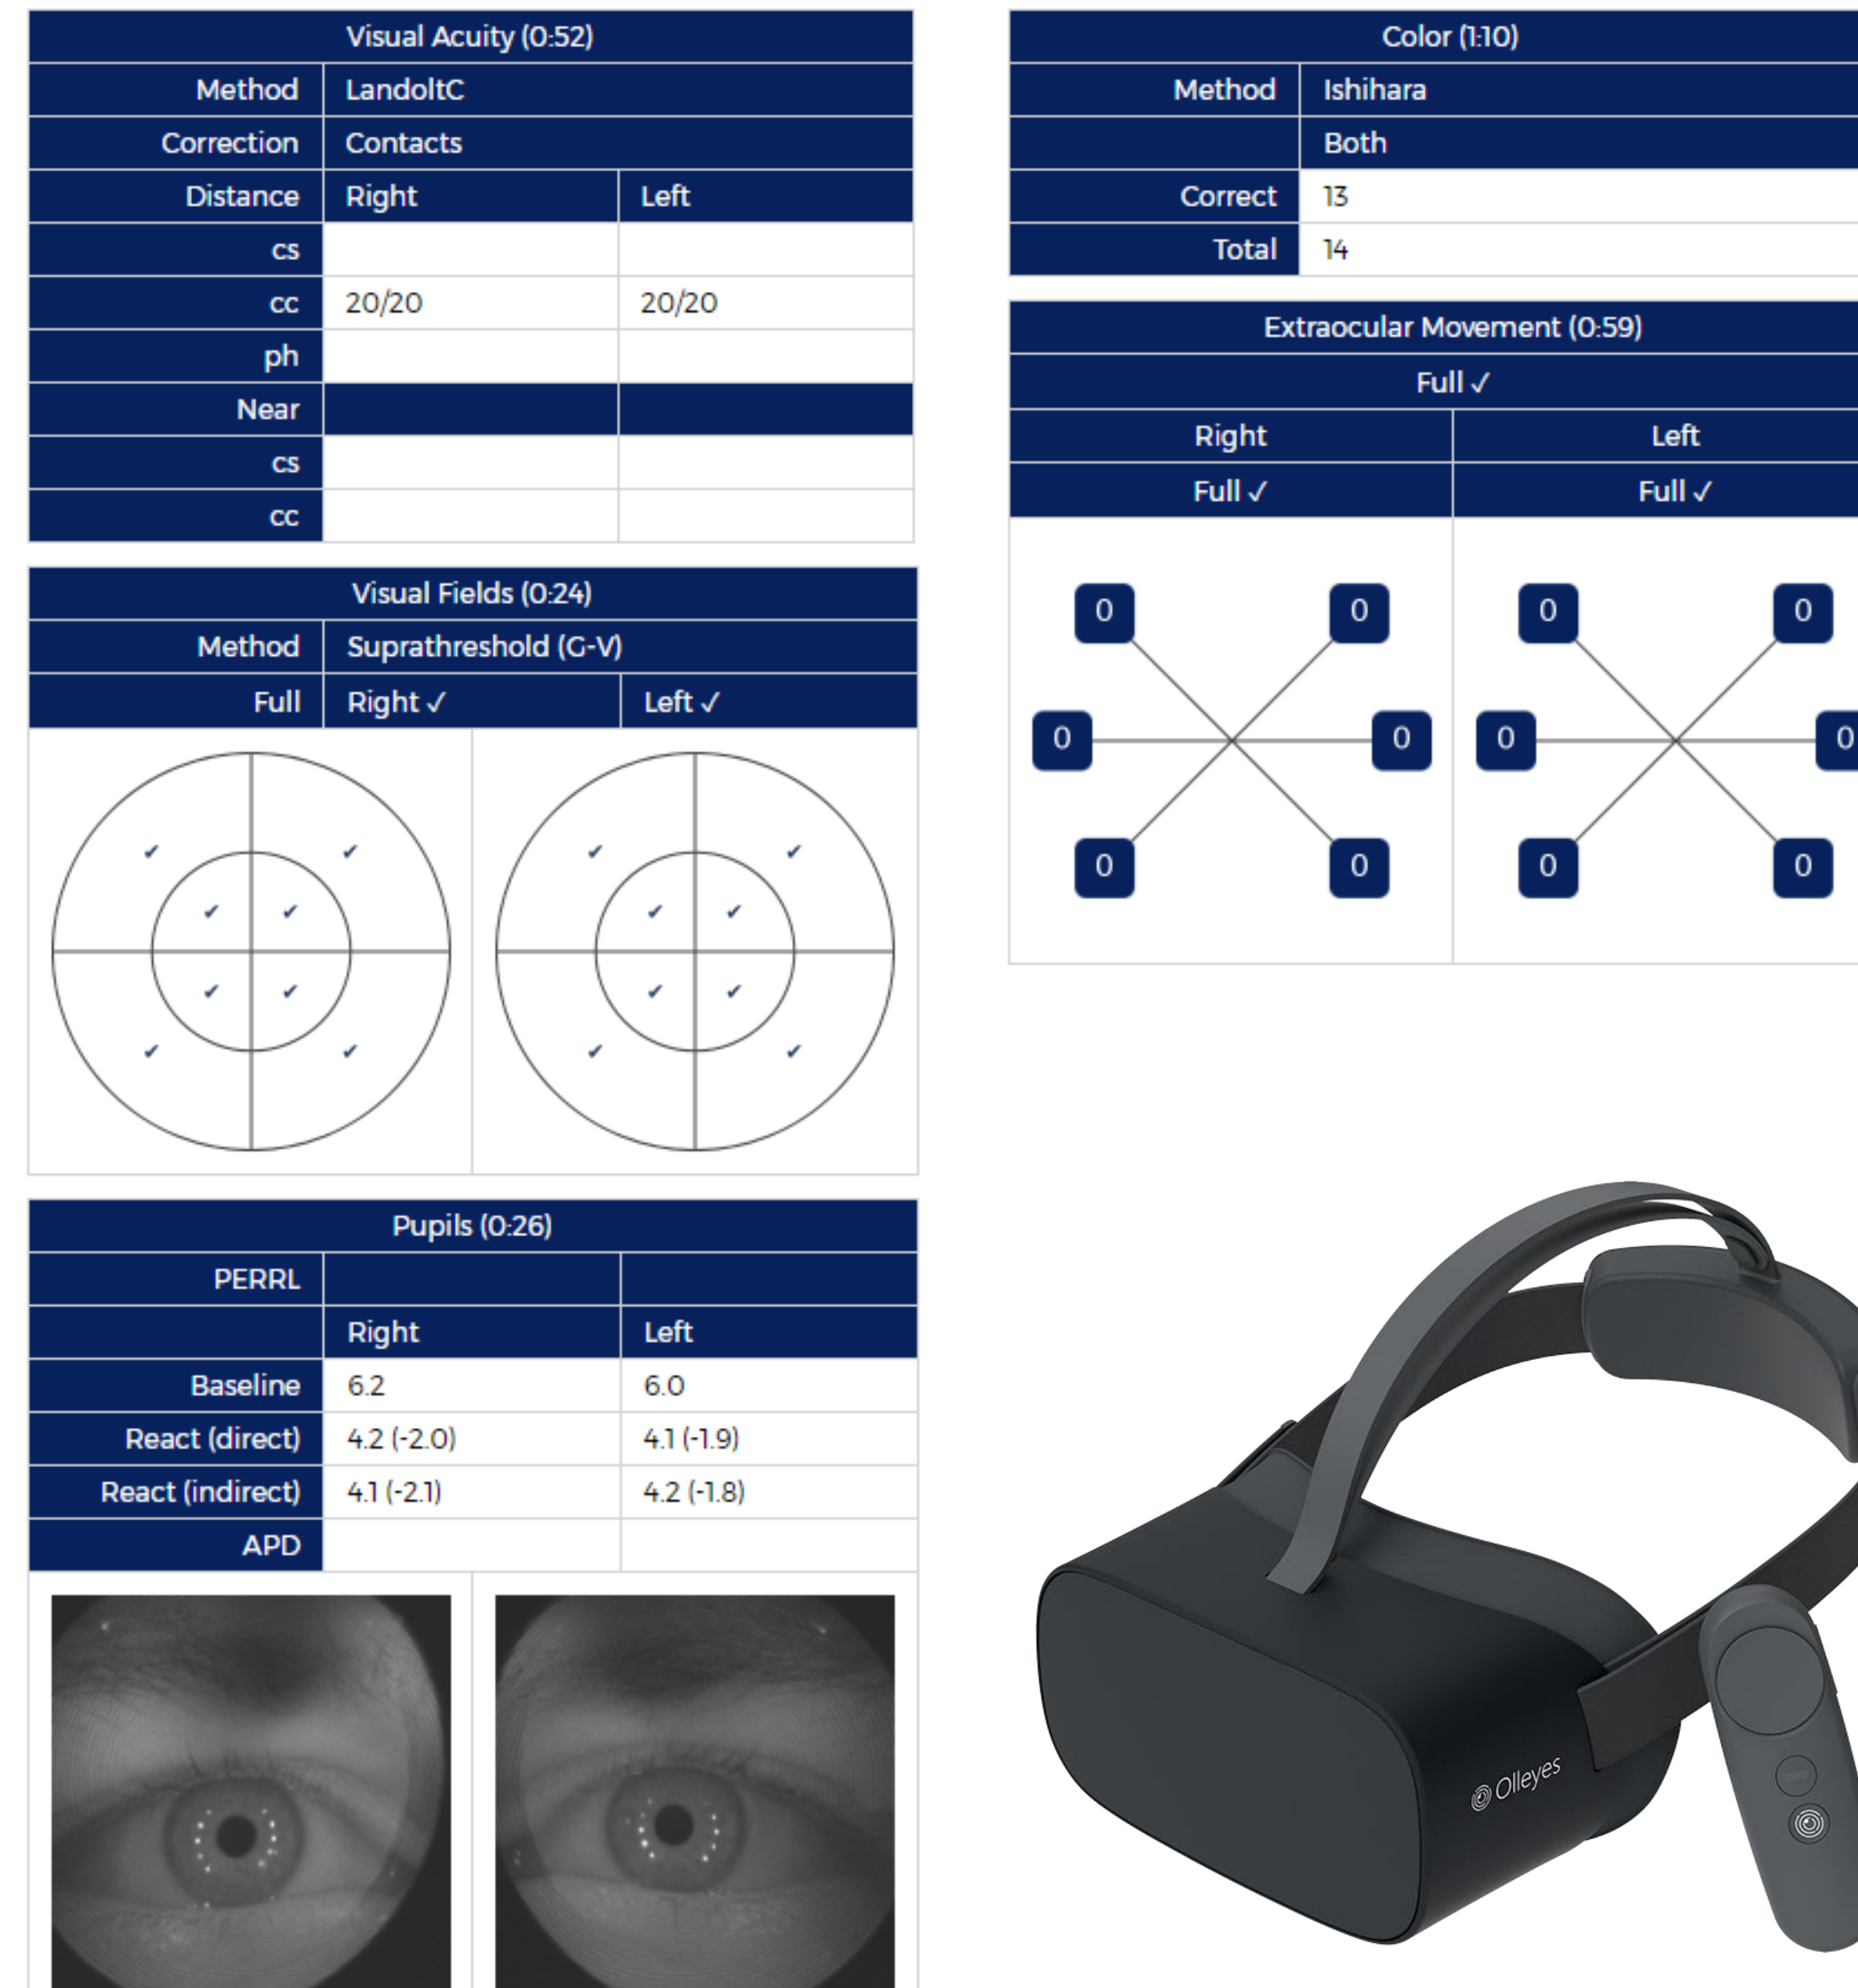 Visual Acuity (0:52)
Method LandoltC
Correction Contacts
Distance Right Left
cs
cc 20/20 20/20
ph
Near
cs
cc
Visual Fields (0:24)
Method Suprathreshold (G-V)
Full Right ✓ Left ✓
✔ ✔ ✔ ✔
✔ ✔ ✔ ✔
✔ ✔ ✔ ✔
✔ ✔ ✔ ✔
Pupils (0:26)
PERRL
Right Left
Baseline 6.2 6.0
React (direct) 4.2 (-2.0) 4.1 (-1.9)
React (indirect) 4.1 (-2.1) 4.2 (-1.8)
APD
Color (1:10)
Method Ishihara
Both
Correct 13
Total 14
Extraocular Movement (0:59)
Full ✓
Right Left
Full ✓ Full ✓
0 0 0 0
0 0 0 0
0 0 0 0
Olleyes